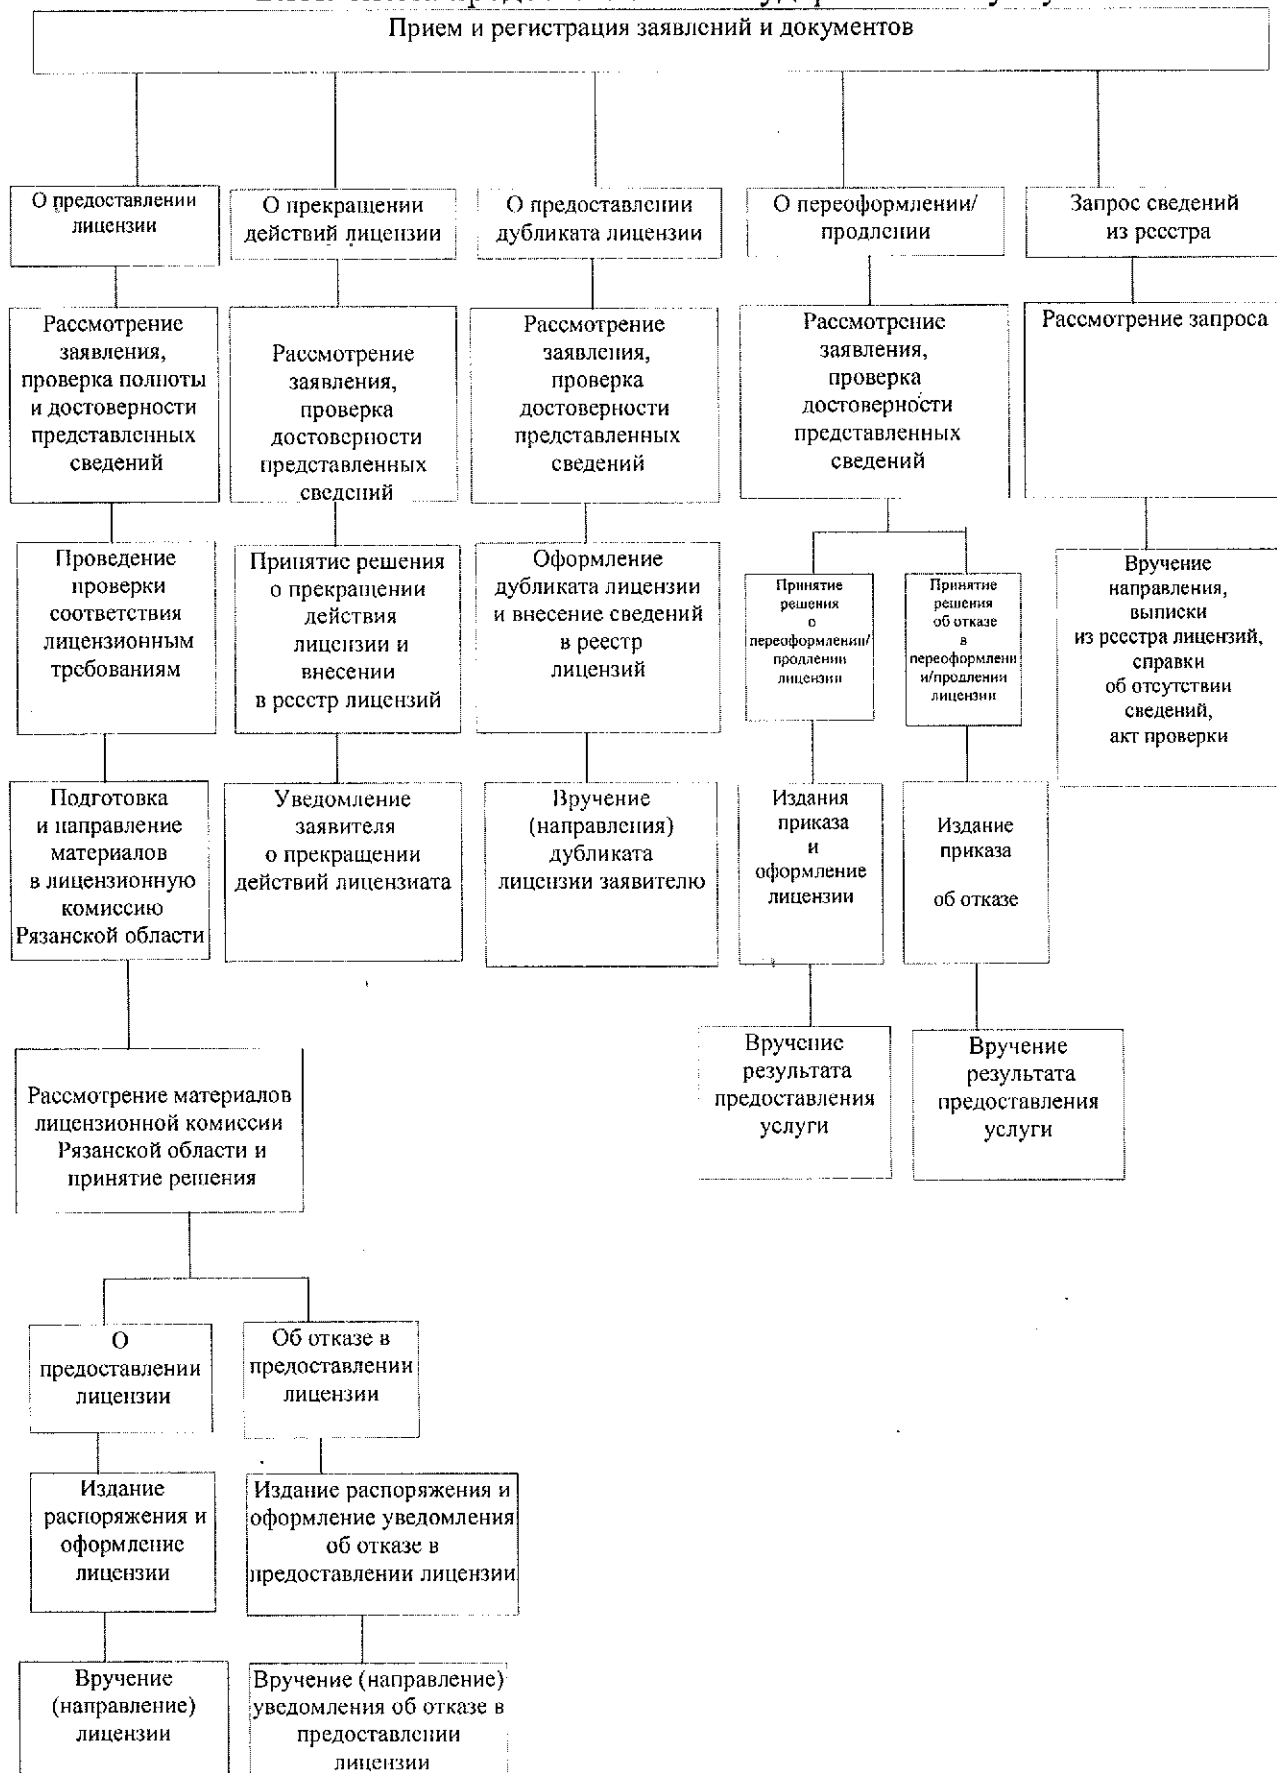 Прием и регистрация заявлений и документов
О предоставлении
лицензии
О прекращении
действий лицензии
О предоставлении
дубликата лицензии
О переоформлении/
продлении
Запрос сведений
из реестра
Рассмотрение
заявления,
проверка полноты
и достоверности
представленных
сведений
Рассмотрение
заявления,
проверка
достоверности
представленных
сведений
Рассмотрение
заявления,
проверка
достоверности
представленных
сведений
Рассмотрение
заявления,
проверка
достоверности
представленных
сведений
Рассмотрение запроса
Проведение
проверки
соответствия
лицензионным
требованиям
Принятие решения
о прекращении
действия
лицензии и
внесении
в реестр лицензий
Оформление
дубликата лицензии
и внесение сведений
в реестр
лицензий
Принятие
решения
о
переоформлении/
продлении
лицензии
Принятие
решения
об отказе
в
переоформлени
и/продлении
лицензии
Вручение
направления,
выписки
из реестра лицензий,
справки
об отсутствии
сведений,
акт проверки
Подготовка
и направление
материалов
в лицензионную
комиссию
Рязанской области
Уведомление
заявителя
о прекращении
действий лицензиата
Вручение
(направления)
дубликата
лицензии заявителю
Издания
приказа
и
оформление
лицензии
Издание
приказа
об отказе
Вручение
результата
предоставления
услуги
Вручение
результата
предоставления
услуги
Рассмотрение материалов
лицензионной комиссии
Рязанской области и
принятие решения
О
предоставлении
лицензии
Об отказе в
предоставлении
лицензии
Издание
распоряжения и
оформление
лицензии
Издание распоряжения и
оформление уведомления
об отказе в
предоставлении лицензии
Вручение
(направление)
лицензии
Вручение (направление)
уведомления об отказе в
предоставлении
лицензии